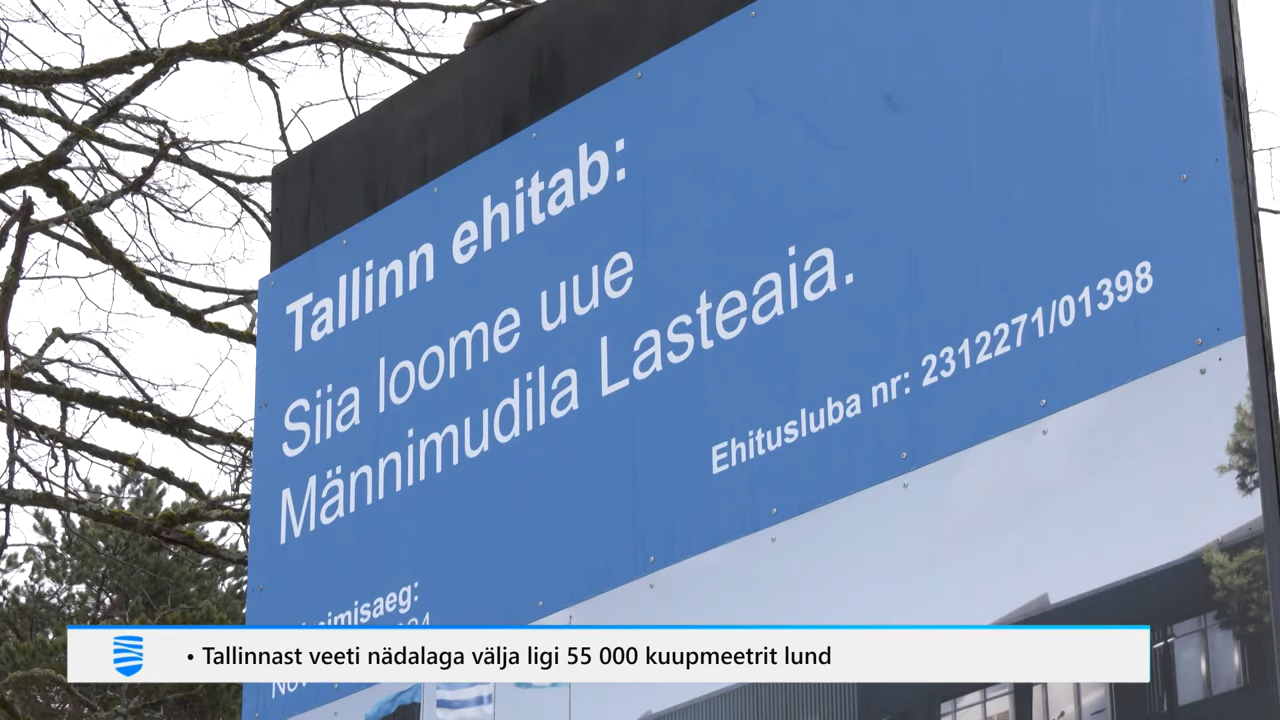 Tallinn ehitab:
Siia loome uue
Männimudila Lasteaia.
Ehitusluba nr: 2312271/01398
• Tallinnast veeti nädalaga välja ligi 55 000 kuupmeetrit lund